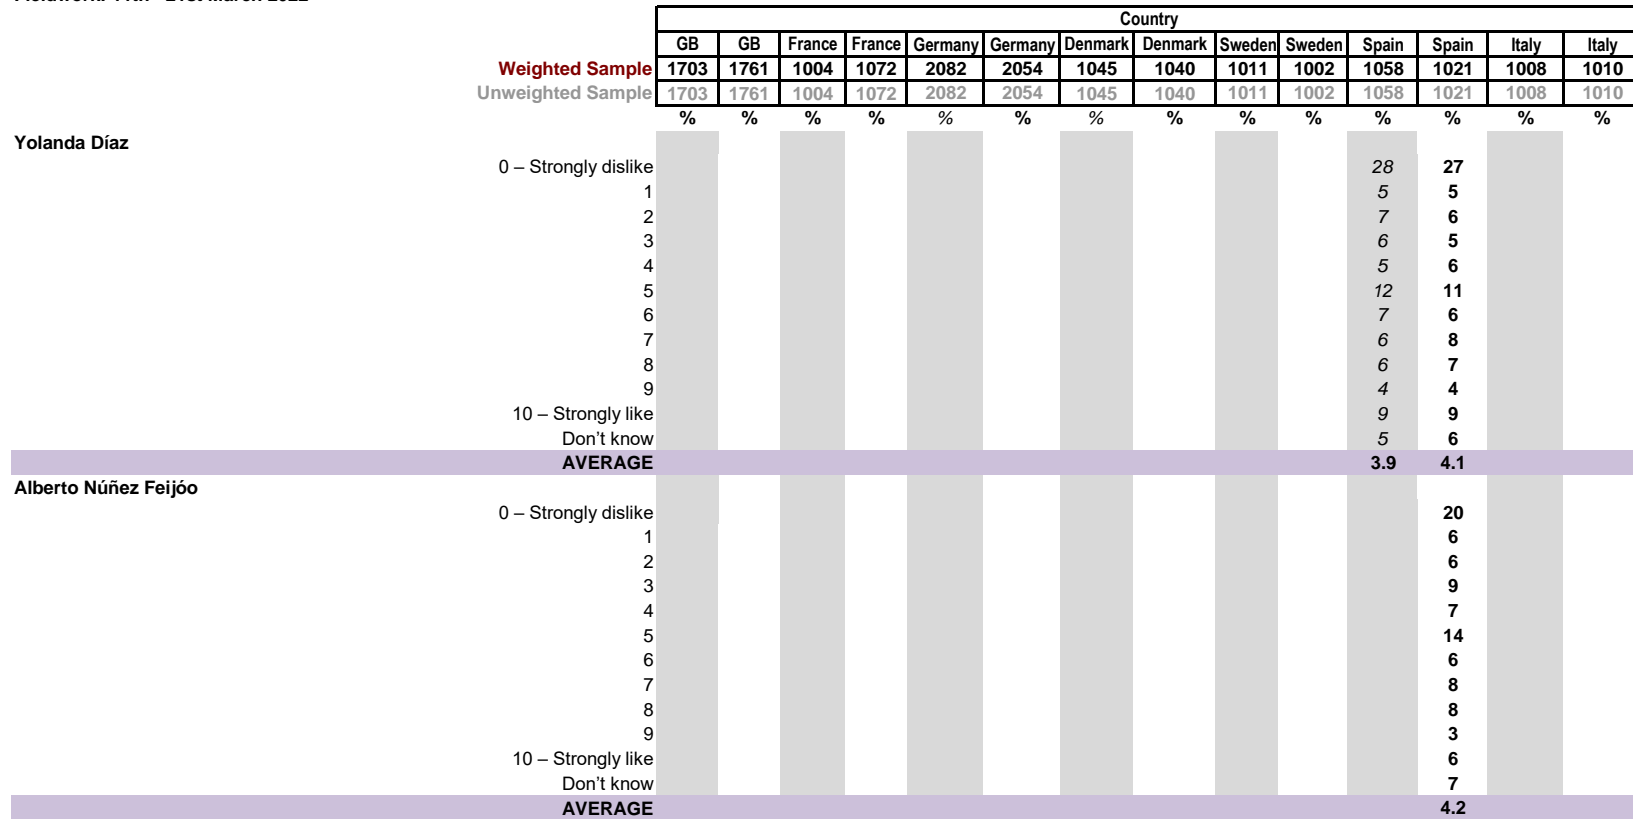 Country
GB GB France France Germany Germany Denmark Denmark Sweden Sweden Spain Spain Italy Italy
Weighted Sample 1703 1761 1004 1072 2082 2054 1045 1040 1011 1002 1058 1021 1008 1010
Unweighted Sample 1703 1761 1004 1072 2082 2054 1045 1040 1011 1002 1058 1021 1008 1010
% % % % % % % % % % % % % %
Yolanda Díaz
0 – Strongly dislike 28 27
1 5 5
2 7 6
3 6 5
4 5 6
5 12 11
6 7 6
7 6 8
8 6 7
9 4 4
10 – Strongly like 9 9
Don't know 5 6
AVERAGE 3.9 4.1
Alberto Núñez Feijóo
0 – Strongly dislike 20
1 6
2 6
3 9
4 7
5 14
6 6
7 8
8 8
9 3
10 – Strongly like 6
Don't know 7
AVERAGE 4.2